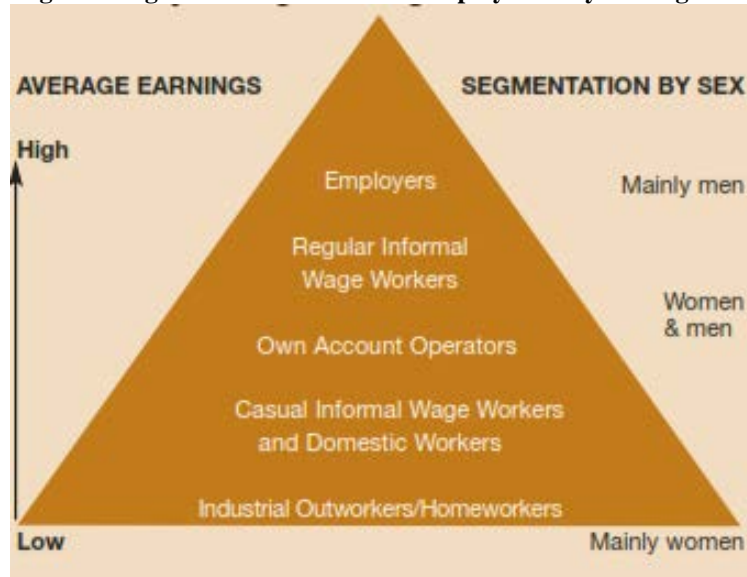 AVERAGE EARNINGS
SEGMENTATION BY SEX
High
Employers
Mainly men
Regular Informal
Wage Workers
Women
& men
Own Account Operators
Casual Informal Wage Workers
and Domestic Workers
Industrial Outworkers/Homeworkers
Low
Mainly women